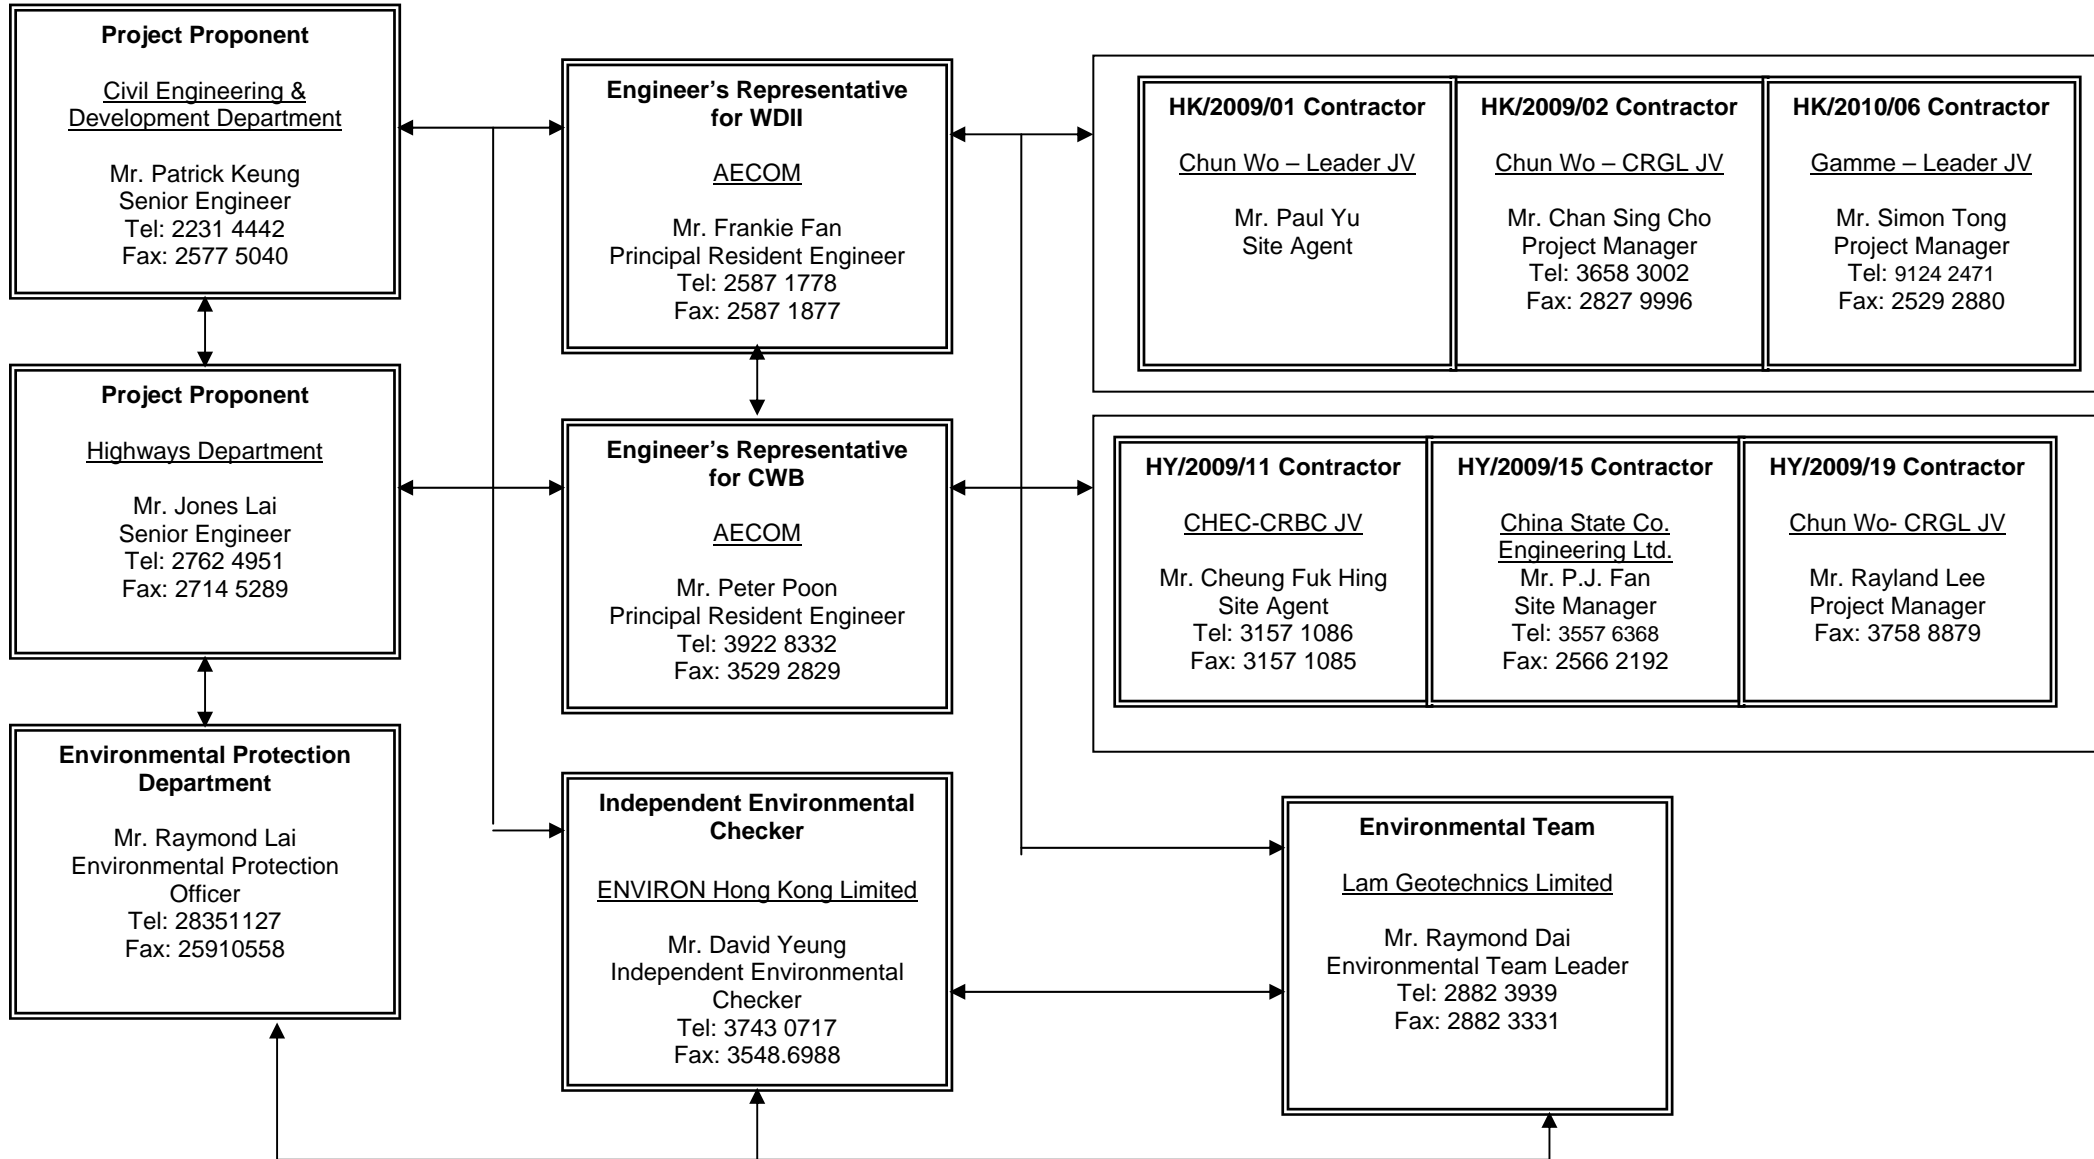 Project Proponent
Civil Engineering &
Development Department
Mr. Patrick Keung
Senior Engineer
Tel: 2231 4442
Fax: 2577 5040
Engineer’s Representative
for WDII
AECOM
Mr. Frankie Fan
Principal Resident Engineer
Tel: 2587 1778
Fax: 2587 1877
HK/2009/01 Contractor
Chun Wo – Leader JV
Mr. Paul Yu
Site Agent
HK/2009/02 Contractor
Chun Wo – CRGL JV
Mr. Chan Sing Cho
Project Manager
Tel: 3658 3002
Fax: 2827 9996
HK/2010/06 Contractor
Gamme – Leader JV
Mr. Simon Tong
Project Manager
Tel: 9124 2471
Fax: 2529 2880
Project Proponent
Highways Department
Mr. Jones Lai
Senior Engineer
Tel: 2762 4951
Fax: 2714 5289
Engineer’s Representative
for CWB
AECOM
Mr. Peter Poon
Principal Resident Engineer
Tel: 3922 8332
Fax: 3529 2829
HY/2009/11 Contractor
CHEC-CRBC JV
Mr. Cheung Fuk Hing
Site Agent
Tel: 3157 1086
Fax: 3157 1085
HY/2009/15 Contractor
China State Co.
Engineering Ltd.
Mr. P.J. Fan
Site Manager
Tel: 3557 6368
Fax: 2566 2192
HY/2009/19 Contractor
Chun Wo- CRGL JV
Mr. Rayland Lee
Project Manager
Fax: 3758 8879
Environmental Protection
Department
Mr. Raymond Lai
Environmental Protection
Officer
Tel: 28351127
Fax: 25910558
Independent Environmental
Checker
ENVIRON Hong Kong Limited
Mr. David Yeung
Independent Environmental
Checker
Tel: 3743 0717
Fax: 3548.6988
Environmental Team
Lam Geotechnics Limited
Mr. Raymond Dai
Environmental Team Leader
Tel: 2882 3939
Fax: 2882 3331